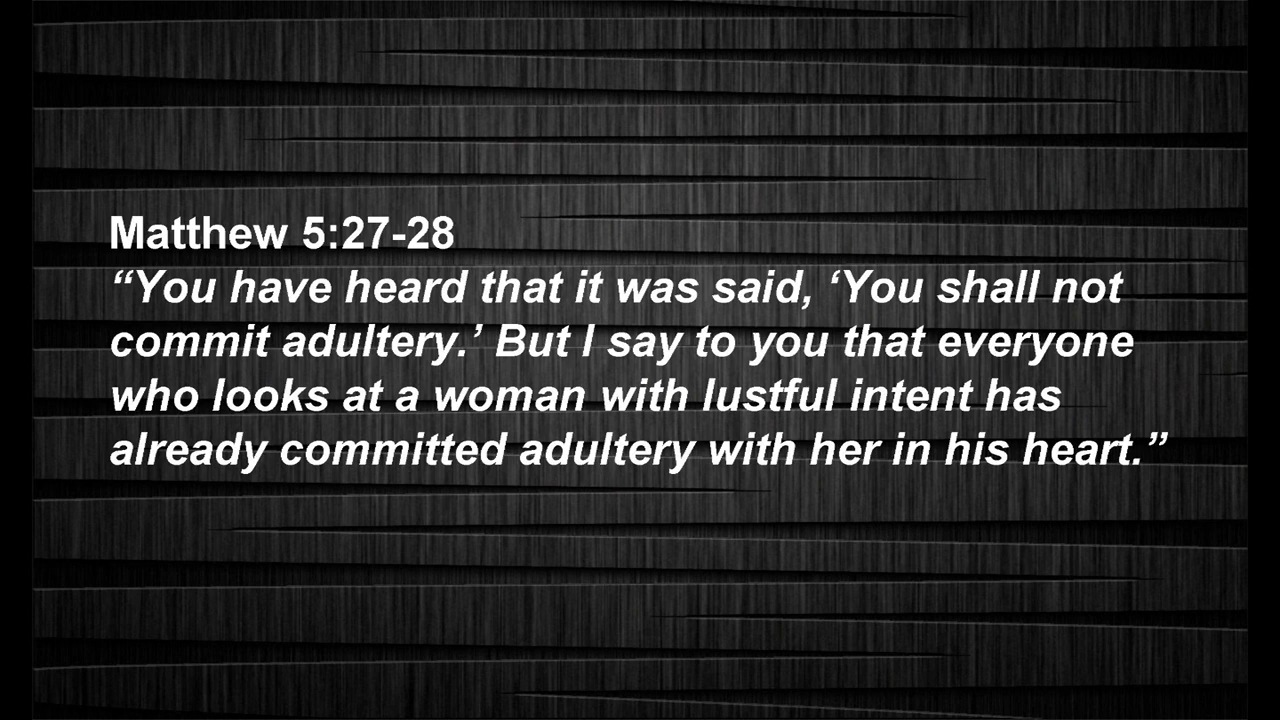 Matthew 5:27-28
“You have heard that it was said, ‘You shall not
commit adultery.’ But I say to you that everyone
who looks at a woman with lustful intent has
already committed adultery with her in his heart.”